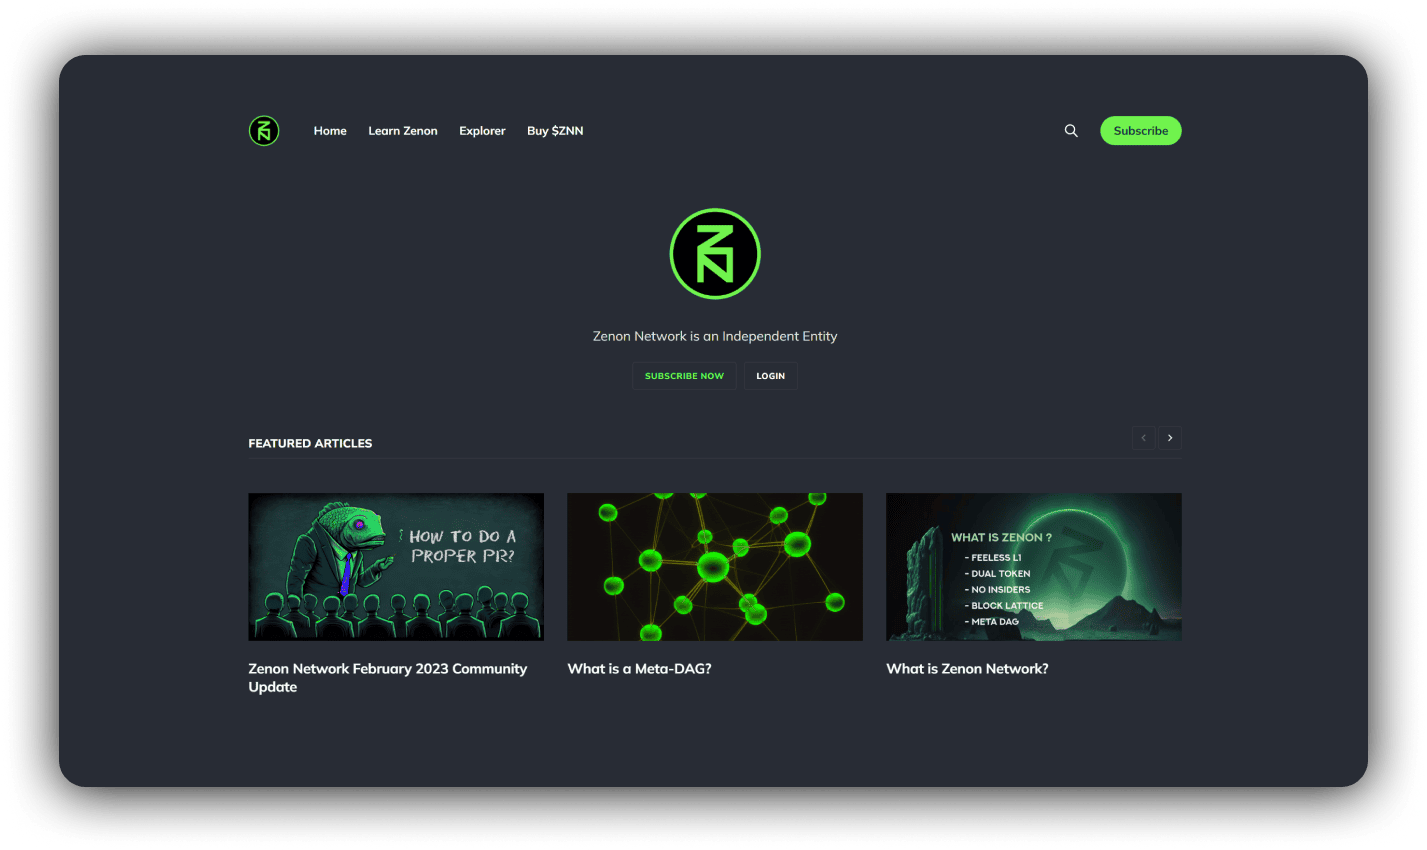 Home Learn Zenon Explorer Buy $ZNN Subscribe
Zenon Network is an Independent Entity
SUBSCRIBE NOW LOGIN
FEATURED ARTICLES
HOW TO DO A
PROPER PR?
WHAT IS ZENON ?
- FEELESS L1
- DUAL TOKEN
- NO INSIDERS
- BLOCK LATTICE
- META DAG
Zenon Network February 2023 Community
Update
What is a Meta-DAG?
What is Zenon Network?